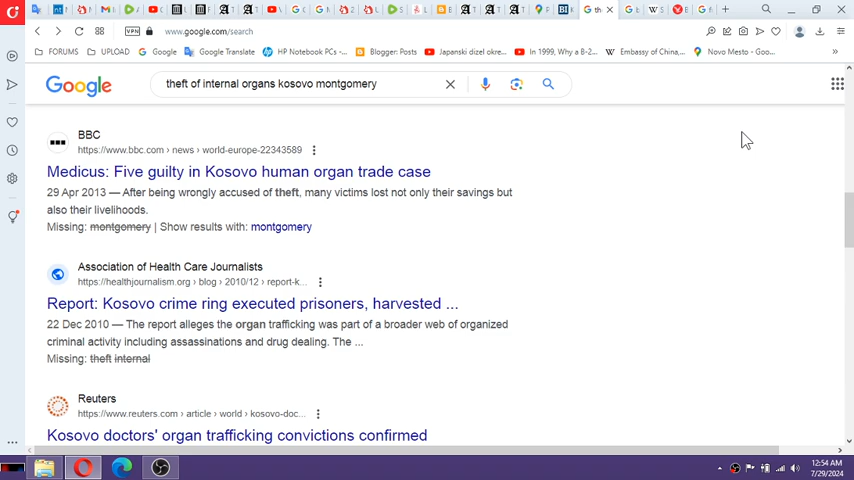 VPN www.google.com/search
FORUMS UPLOAD Google Google Translate HP Notebook PCs -... Blogger: Posts Japanski dizel okre... In 1999, Why a B-2... Embassy of China,... Novo Mesto - Goo...
Google theft of internal organs kosovo montgomery
BBC
https://www.bbc.com › news › world-europe-22343589
Medicus: Five guilty in Kosovo human organ trade case
29 Apr 2013 — After being wrongly accused of theft, many victims lost not only their savings but
also their livelihoods.
Missing: montgomery | Show results with: montgomery
Association of Health Care Journalists
https://healthjournalism.org › blog › 2010/12 › report-k...
Report: Kosovo crime ring executed prisoners, harvested ...
22 Dec 2010 — The report alleges the organ trafficking was part of a broader web of organized
criminal activity including assassinations and drug dealing. The ...
Missing: theft internal
Reuters
https://www.reuters.com › article › world › kosovo-doc...
Kosovo doctors' organ trafficking convictions confirmed
12:54 AM
7/29/2024